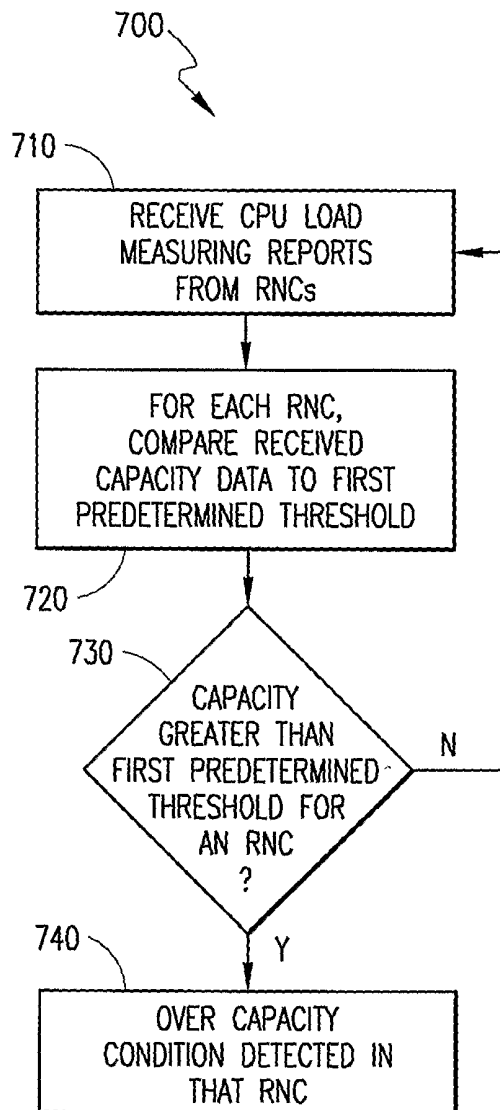 700
710
RECEIVE CPU LOAD
MEASURING REPORTS
FROM RNCs
FOR EACH RNC,
COMPARE RECEIVED
CAPACITY DATA TO FIRST
PREDETERMINED THRESHOLD
720
730
CAPACITY
GREATER THAN
FIRST PREDETERMINED
THRESHOLD FOR
AN RNC
?
N
Y
740
OVER CAPACITY
CONDITION DETECTED IN
THAT RNC